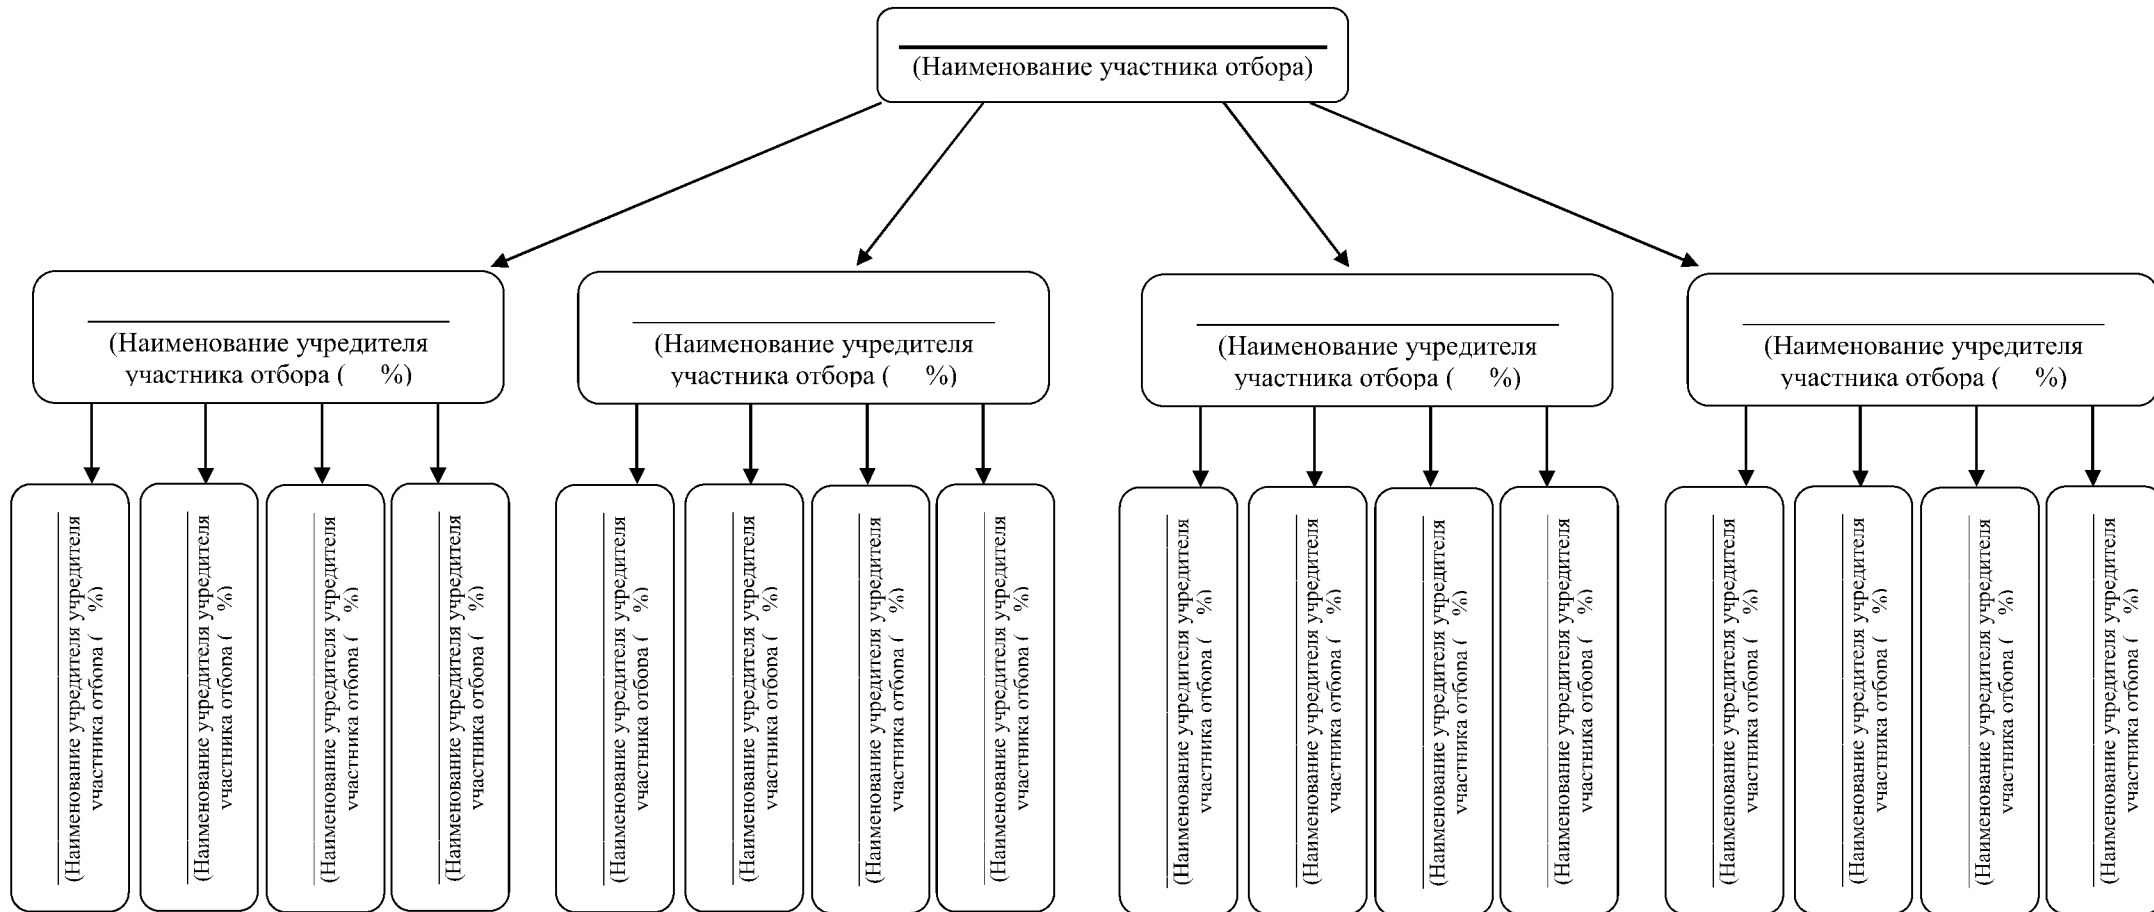 (Наименование участника отбора)
(Наименование учредителя
участника отбора ( %)
(Наименование учредителя
участника отбора ( %)
(Наименование учредителя
участника отбора ( %)
(Наименование учредителя
участника отбора ( %)
(Наименование учредителя учредителя
участника отбора ( %)
(Наименование учредителя учредителя
участника отбора ( %)
(Наименование учредителя учредителя
участника отбора ( %)
(Наименование учредителя учредителя
участника отбора ( %)
(Наименование учредителя учредителя
участника отбора ( %)
(Наименование учредителя учредителя
участника отбора ( %)
(Наименование учредителя учредителя
участника отбора ( %)
(Наименование учредителя учредителя
участника отбора ( %)
(Наименование учредителя учредителя
участника отбора ( %)
(Наименование учредителя учредителя
участника отбора ( %)
(Наименование учредителя учредителя
участника отбора ( %)
(Наименование учредителя учредителя
участника отбора ( %)
(Наименование учредителя учредителя
участника отбора ( %)
(Наименование учредителя учредителя
участника отбора ( %)
(Наименование учредителя учредителя
участника отбора ( %)
(Наименование учредителя учредителя
участника отбора ( %)